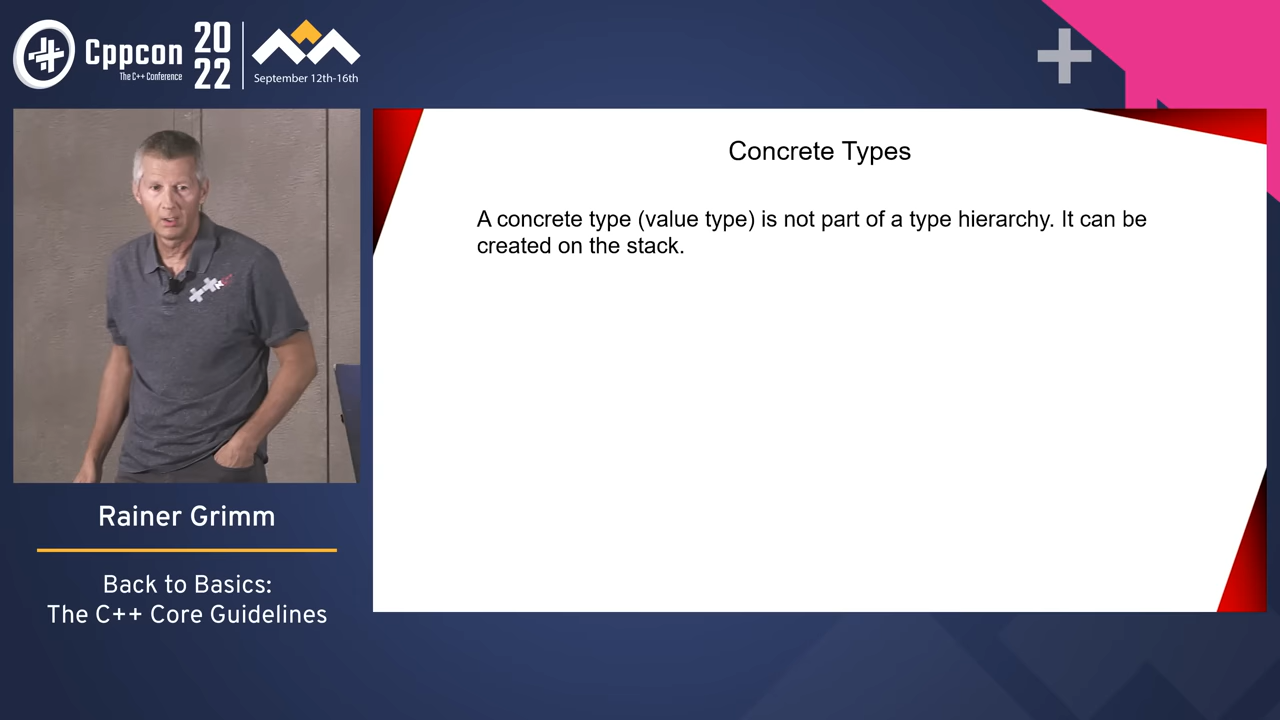 Cppcon
The C++ Conference
20
22
September 12th-16th
Concrete Types
A concrete type (value type) is not part of a type hierarchy. It can be
created on the stack.
Rainer Grimm
Back to Basics:
The C++ Core Guidelines